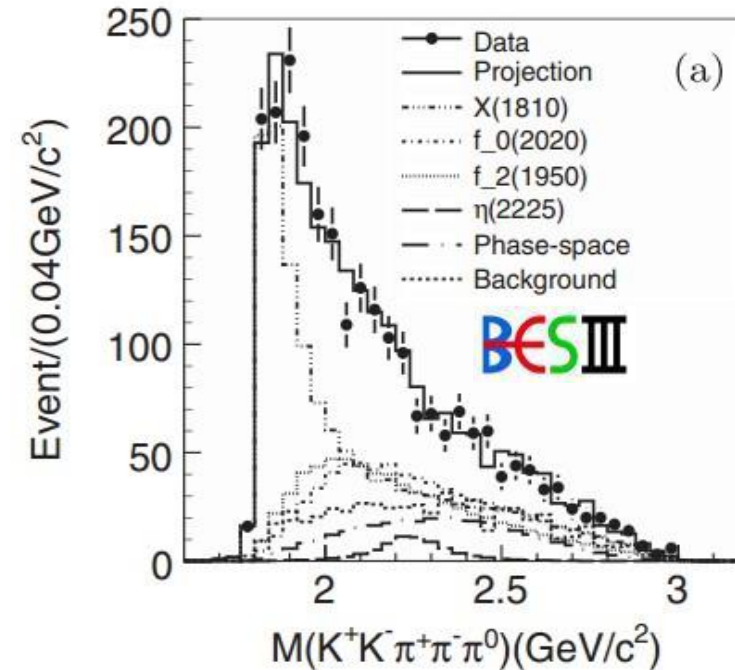 250
200
150
100
50
0
Event/(0.04GeV/c²)
Data
Projection
(a)
X(1810)
f_0(2020)
f_2(1950)
η(2225)
Phase-space
Background
BESIII
2
2.5
3
M(K⁺K⁻π⁺π⁻π⁰)(GeV/c²)